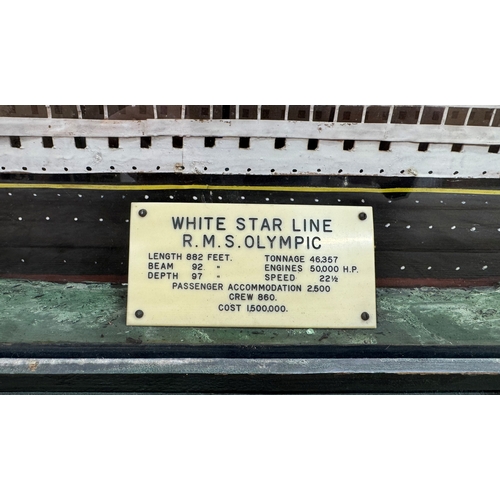 WHITE STAR LINE
R.M.S. OLYMPIC
LENGTH 882 FEET. TONNAGE 46,357
BEAM 92 " ENGINES 50,000 H.P.
DEPTH 97 " SPEED 22½
PASSENGER ACCOMMODATION 2,500
CREW 860.
COST 1,500,000.